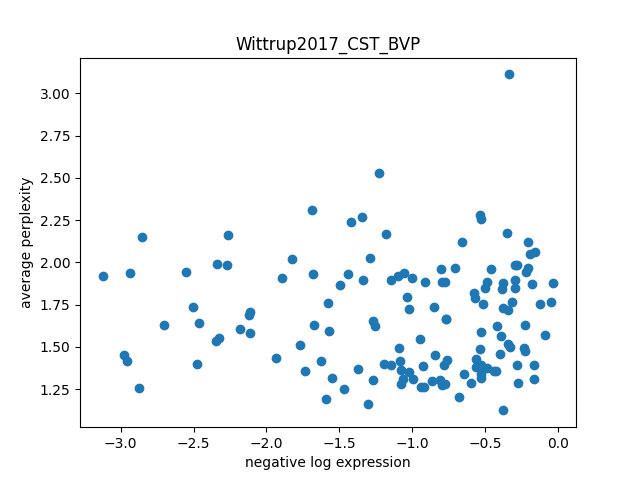 Wittrup2017_CST_BVP
3.00
2.75
2.50
2.25
2.00
1.75
1.50
1.25
average perplexity
−3.0 −2.5 −2.0 −1.5 −1.0 −0.5 0.0
negative log expression